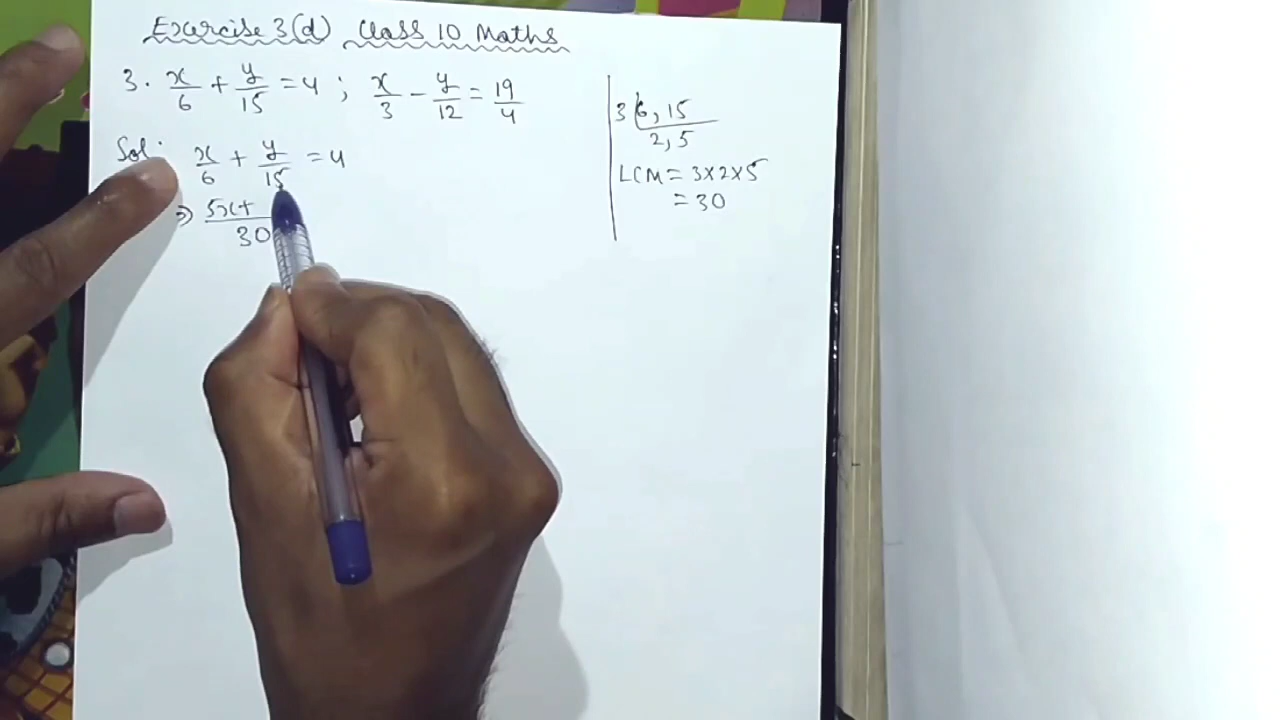 Exercise 3(d) Class 10 Maths
3. x/6 + y/15 = 4 ; x/3 - y/12 = 19/4
Sol: x/6 + y/15 = 4
⇒ 5x+ / 30
3 | 6, 15
2, 5
LCM = 3×2×5
= 30